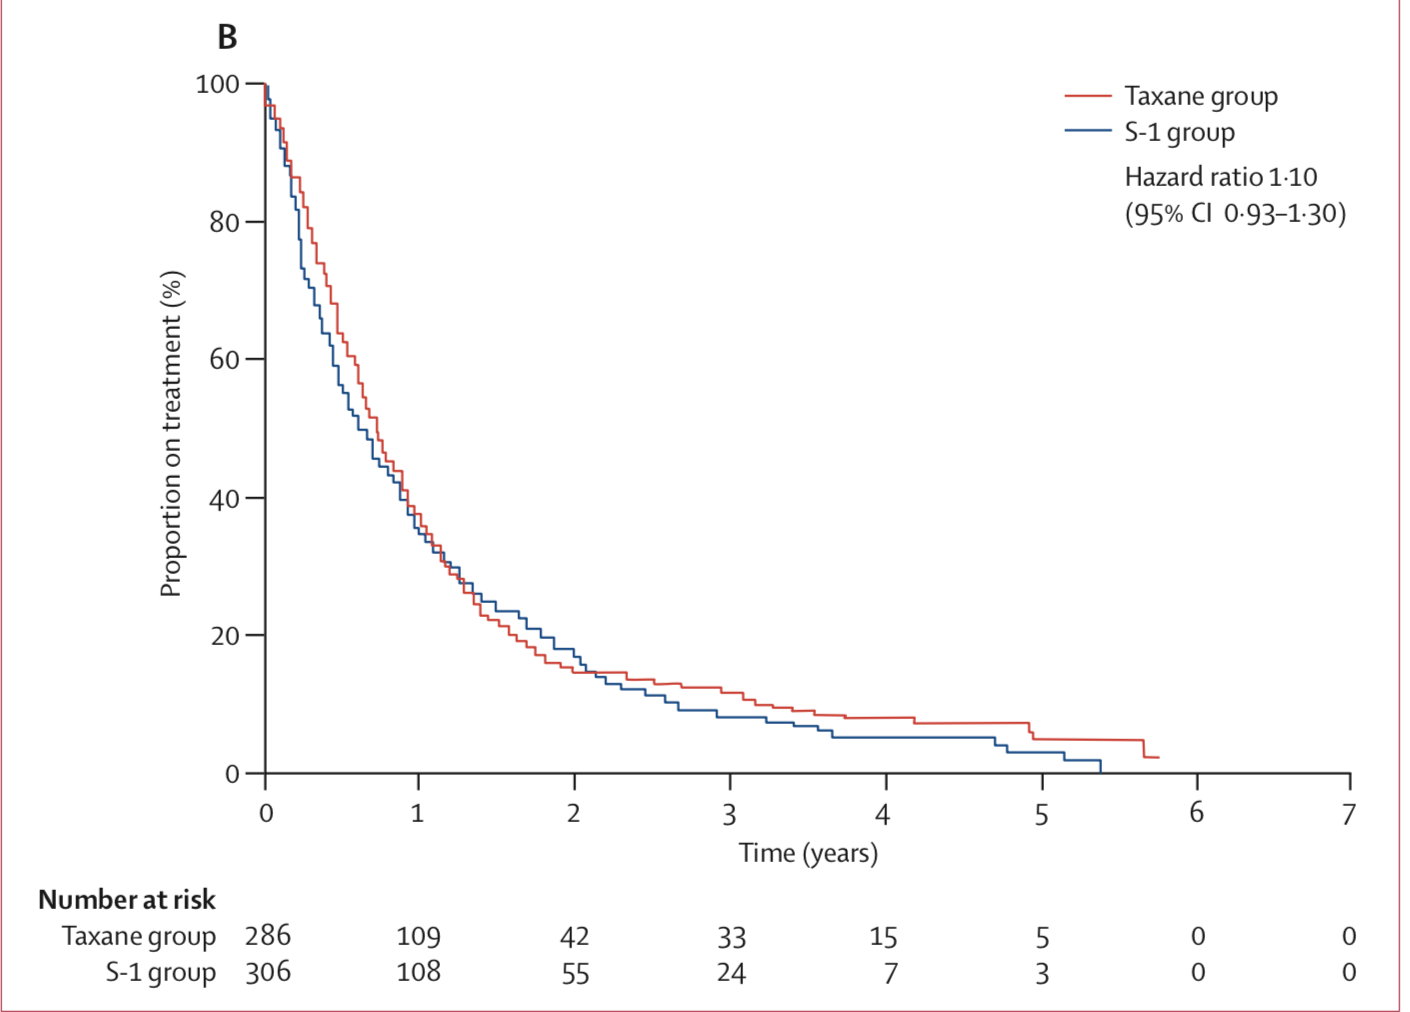 B
100
80
60
40
20
0
Proportion on treatment (%)
Taxane group
S-1 group
Hazard ratio 1·10
(95% CI 0·93–1·30)
0 1 2 3 4 5 6 7
Time (years)
Number at risk
Taxane group 286 109 42 33 15 5 0 0
S-1 group 306 108 55 24 7 3 0 0